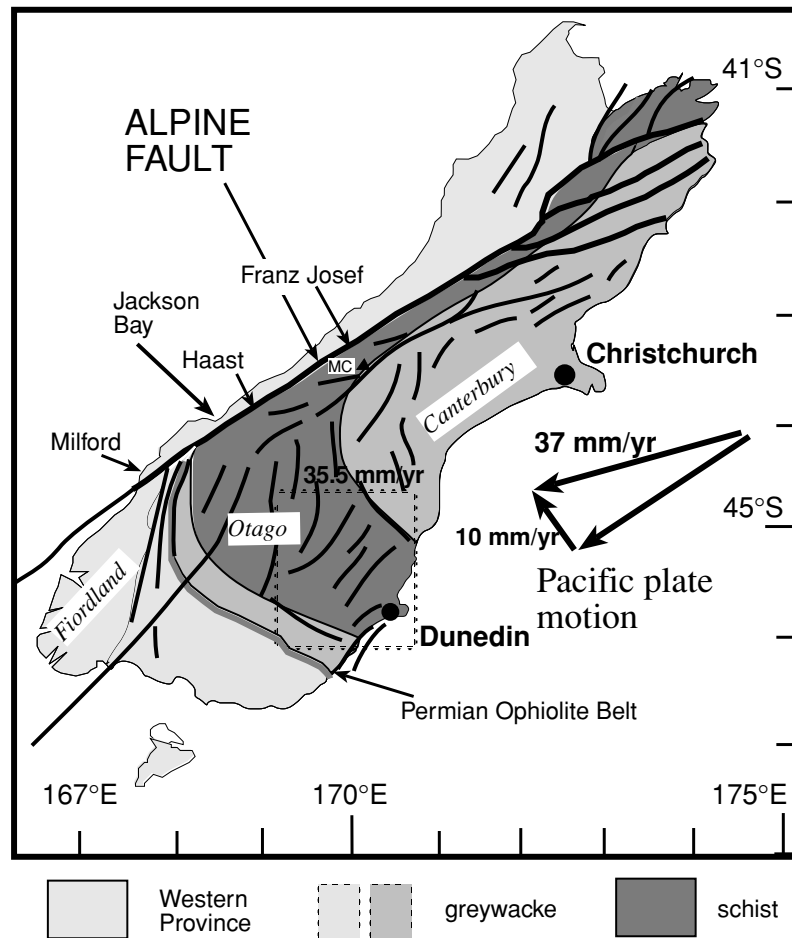 41°S
ALPINE
FAULT
Franz Josef
Jackson
Bay
Haast
MC
Christchurch
Canterbury
Milford
37 mm/yr
35.5 mm/yr
45°S
Otago
10 mm/yr
Pacific plate
motion
Fiordland
Dunedin
Permian Ophiolite Belt
167°E
170°E
175°E
Western
Province
greywacke
schist